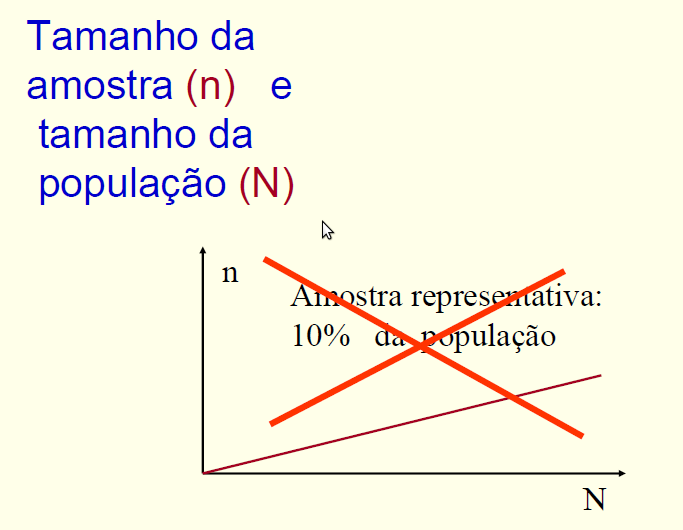 Tamanho da
amostra (n) e
tamanho da
população (N)
n
Amostra representativa:
10% da população
N